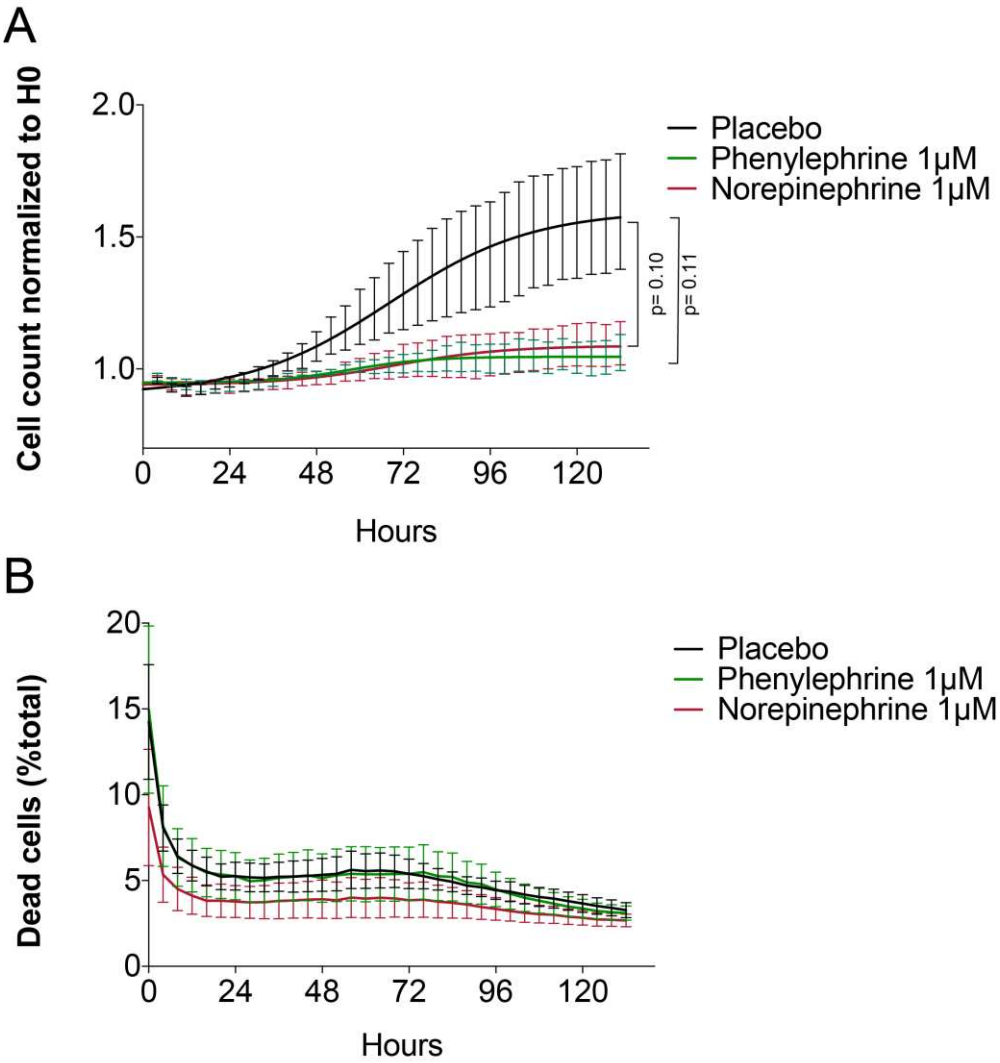 A
Cell count normalized to H0
2.0
1.5
1.0
0
24
48
72
96
120
Hours
Placebo
Phenylephrine 1µM
Norepinephrine 1µM
p= 0.10
p= 0.11
B
Dead cells (%total)
20
15
10
5
0
0
24
48
72
96
120
Hours
Placebo
Phenylephrine 1µM
Norepinephrine 1µM